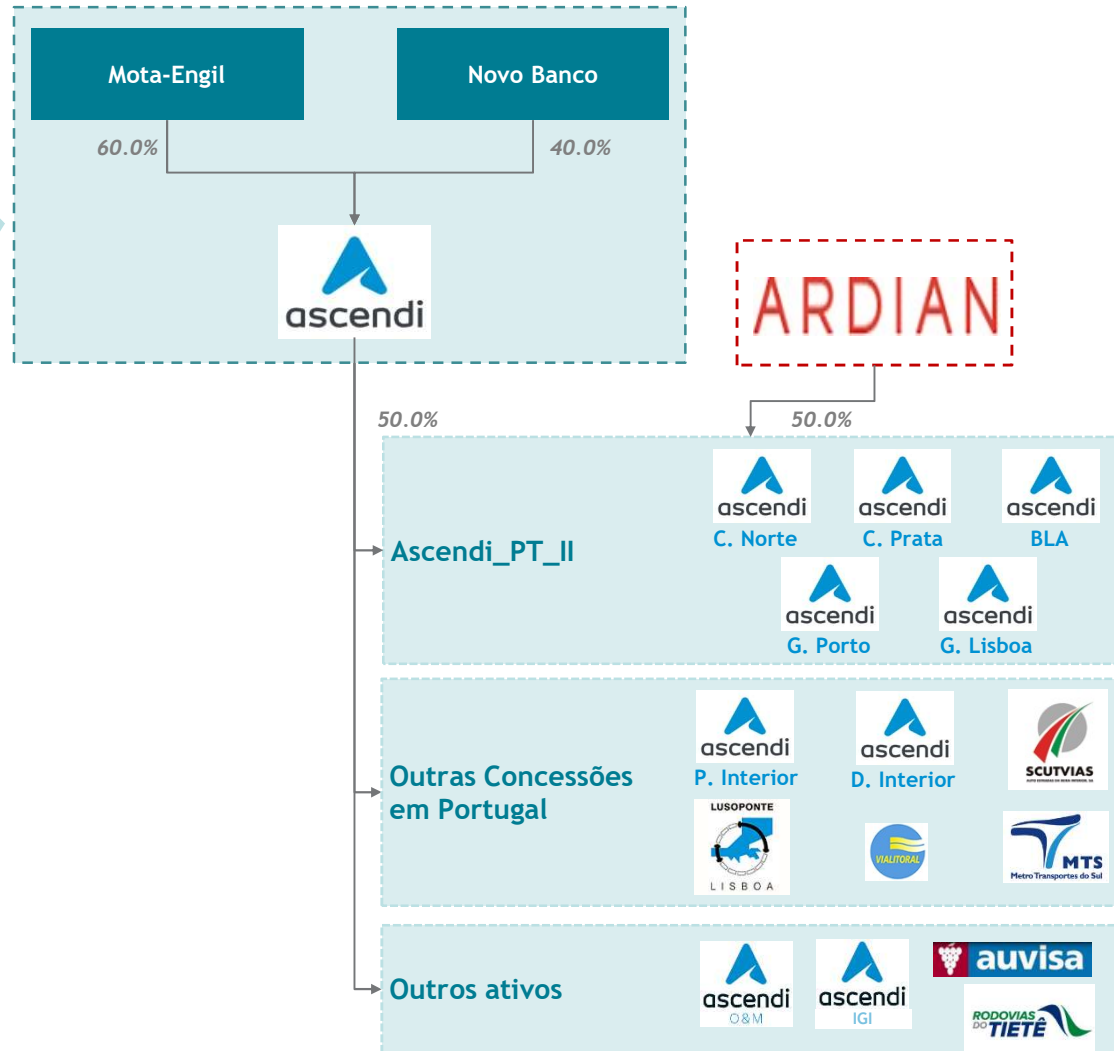 Mota-Engil
Novo Banco
60.0%
40.0%
ascendi
ARDIAN
50.0%
50.0%
Ascendi_PT_II
ascendi
C. Norte
ascendi
C. Prata
ascendi
BLA
ascendi
G. Porto
ascendi
G. Lisboa
Outras Concessões
em Portugal
ascendi
P. Interior
ascendi
D. Interior
SCUTVIAS
LUSOPONTE
LISBOA
VIALITORAL
MTS
Metro Transportes do Sul
Outros ativos
ascendi
O&M
ascendi
IGI
auvisa
RODOVIAS
DO TIETÊ